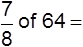 7/8 of 64 =